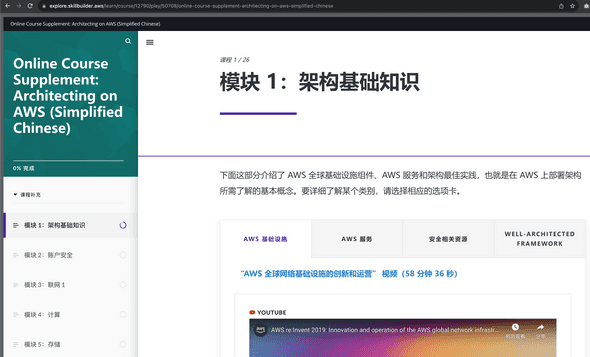 explore.skillbuilder.aws/learn/course/12790/play/50708/online-course-supplement-architecting-on-aws-simplified-chinese
Online Course Supplement: Architecting on AWS (Simplified Chinese)
Online Course
Supplement:
Architecting on
AWS (Simplified
Chinese)
0% 完成
课程补充
模块 1：架构基础知识
模块 2：账户安全
模块 3：联网 1
模块 4：计算
模块 5：存储
课程 1 / 26
模块 1：架构基础知识
下面这部分介绍了 AWS 全球基础设施组件、AWS 服务和架构最佳实践，也就是在 AWS 上部署架构
所需了解的基本概念。要详细了解某个类别，请选择相应的选项卡。
AWS 基础设施
AWS 服务
安全相关资源
WELL-ARCHITECTED
FRAMEWORK
“AWS 全球网络基础设施的创新和运营” 视频（58 分钟 36 秒）
YOUTUBE
aws
AWS re:Invent 2019: Innovation and operation of the AWS global network infrastr...
稍后观看
分享